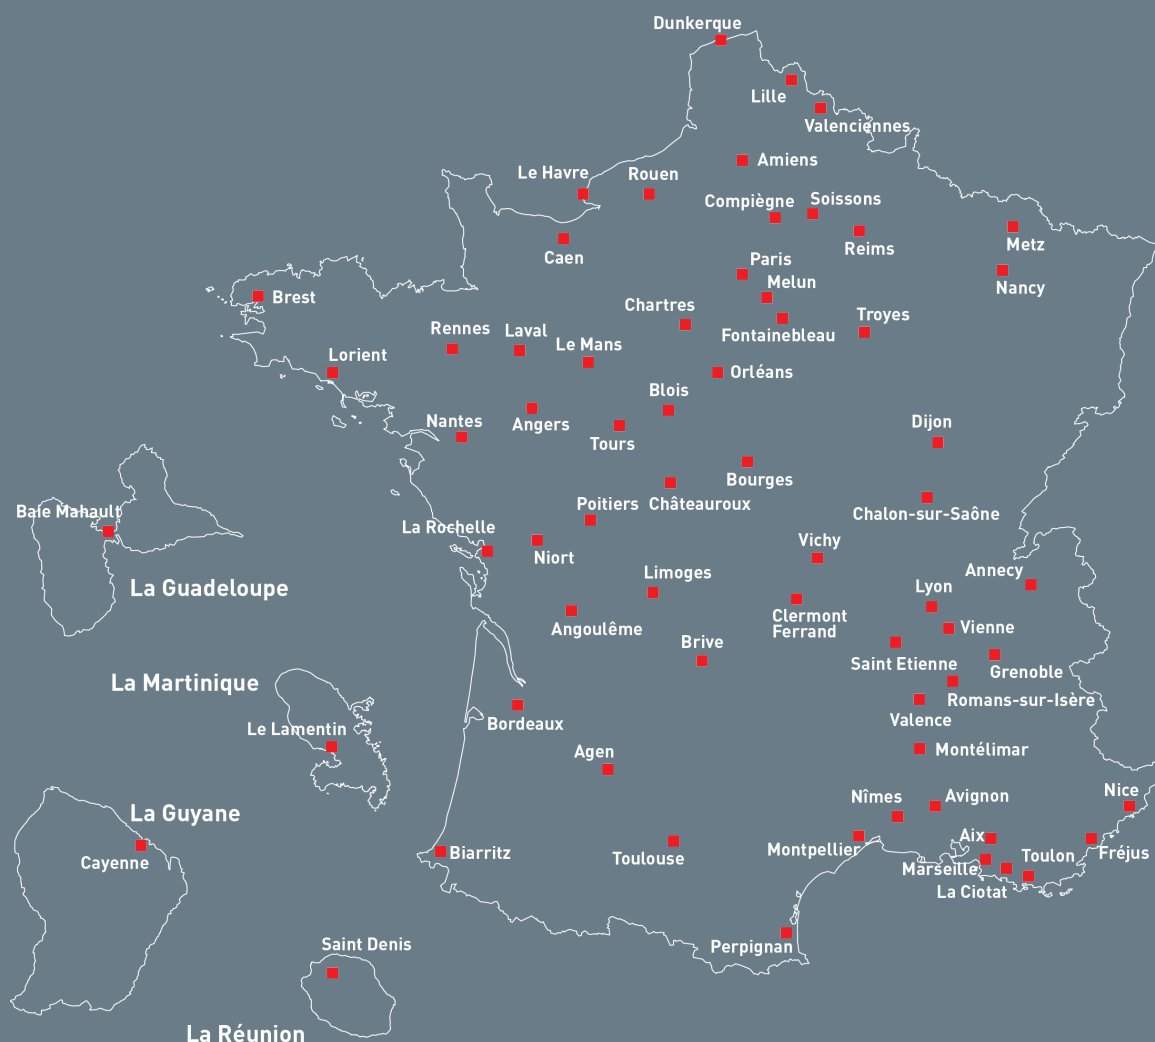 Dunkerque
Lille
Valenciennes
Amiens
Le Havre
Rouen
Compiègne
Soissons
Reims
Metz
Caen
Paris
Melun
Nancy
Brest
Chartres
Fontainebleau
Troyes
Rennes
Laval
Le Mans
Lorient
Orléans
Blois
Nantes
Angers
Tours
Dijon
Bourges
Châteauroux
Poitiers
Chalon-sur-Saône
Baie Mahault
La Rochelle
Niort
Vichy
Annecy
La Guadeloupe
Limoges
Lyon
Clermont
Ferrand
Angoulême
Vienne
Brive
Saint Etienne
Grenoble
La Martinique
Romans-sur-Isère
Bordeaux
Valence
Le Lamentin
Agen
Montélimar
Nice
Nîmes
Avignon
La Guyane
Aix
Cayenne
Biarritz
Toulouse
Montpellier
Fréjus
Toulon
Marseille
La Ciotat
Saint Denis
Perpignan
La Réunion